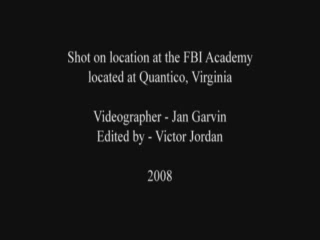 Shot on location at the FBI Academy
located at Quantico, Virginia
Videographer - Jan Garvin
Edited by - Victor Jordan
2008